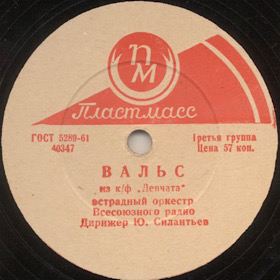 ПМ
Пластмасс
ГОСТ 5289-61
40347
Третья группа
Цена 57 коп.
ВАЛЬС
из к/ф „Девчата"
эстрадный оркестр
Всесоюзного радио
Дирижер Ю. Силантьев